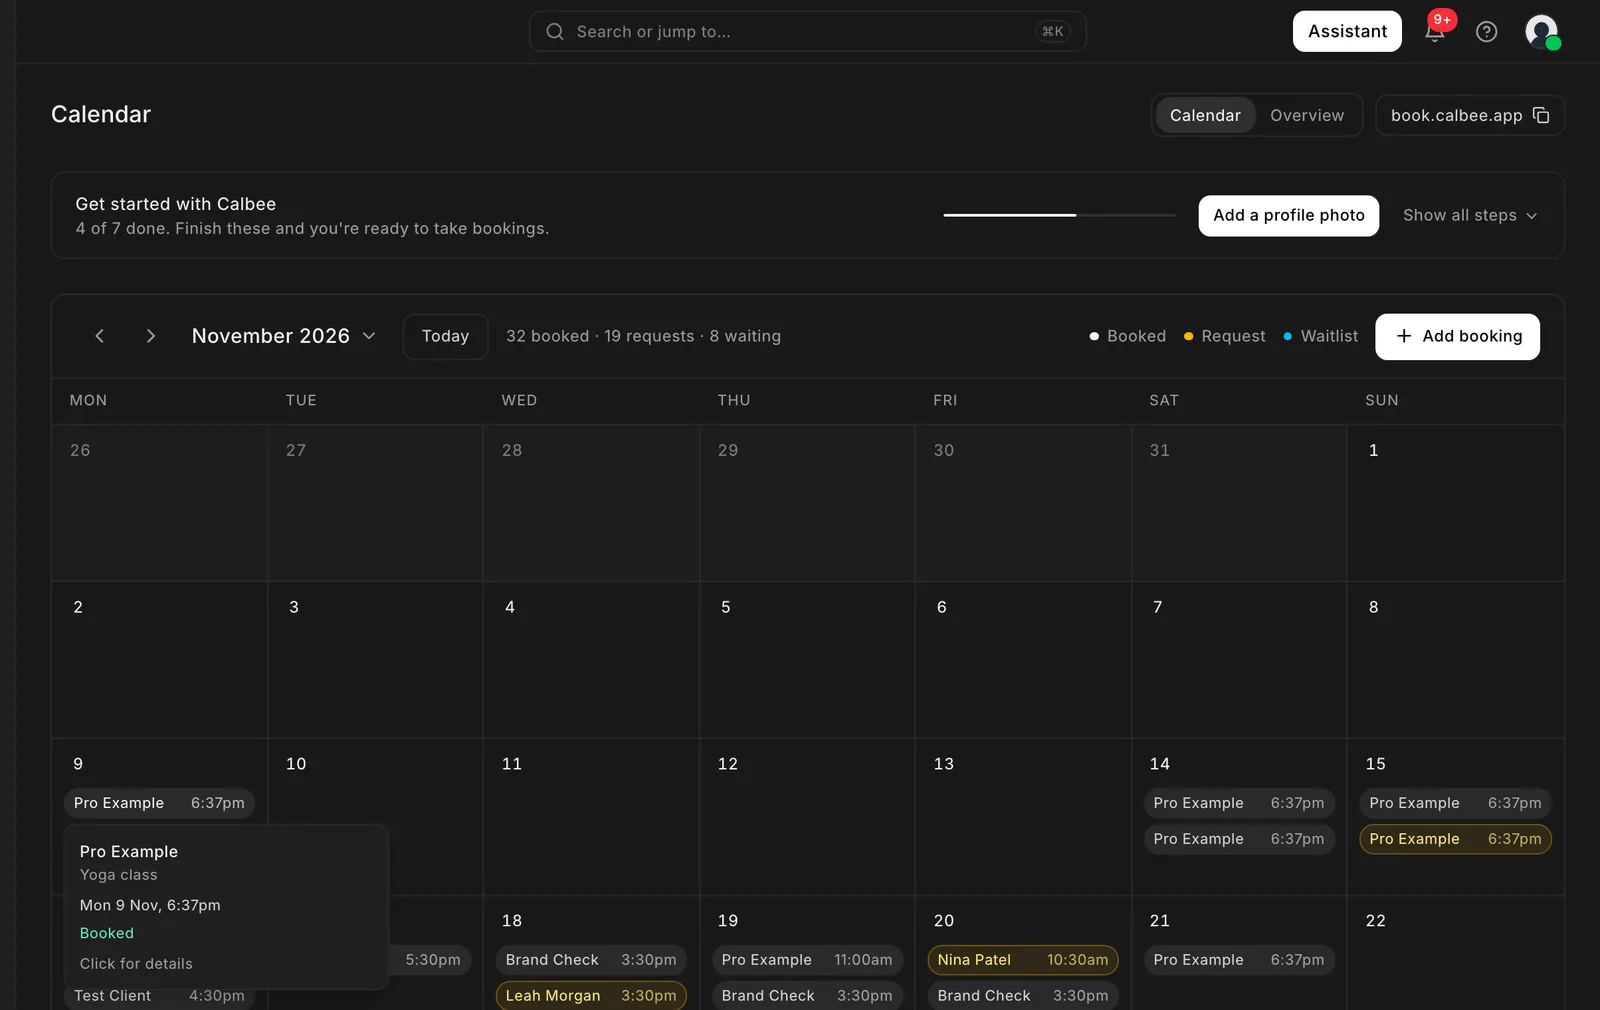 Search or jump to...
⌘K
Assistant
9+
Calendar
Calendar
Overview
book.calbee.app
Get started with Calbee
4 of 7 done. Finish these and you're ready to take bookings.
Add a profile photo
Show all steps
November 2026
Today
32 booked · 19 requests · 8 waiting
Booked
Request
Waitlist
+ Add booking
MON TUE WED THU FRI SAT SUN
26 27 28 29 30 31 1
2 3 4 5 6 7 8
9 10 11 12 13 14 15
Pro Example 6:37pm
Pro Example 6:37pm
Pro Example 6:37pm
Pro Example 6:37pm
Pro Example 6:37pm
Pro Example
Yoga class
Mon 9 Nov, 6:37pm
Booked
Click for details
18 19 20 21 22
5:30pm
Brand Check 3:30pm
Pro Example 11:00am
Nina Patel 10:30am
Pro Example 6:37pm
Test Client 4:30pm
Leah Morgan 3:30pm
Brand Check 3:30pm
Brand Check 3:30pm